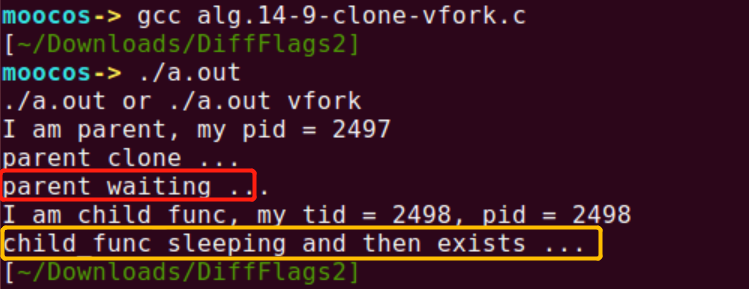 moocos-> gcc alg.14-9-clone-vfork.c
[~/Downloads/DiffFlags2]
moocos-> ./a.out
./a.out or ./a.out vfork
I am parent, my pid = 2497
parent clone ...
parent waiting ...
I am child func, my tid = 2498, pid = 2498
child_func sleeping and then exists ...
[~/Downloads/DiffFlags2]